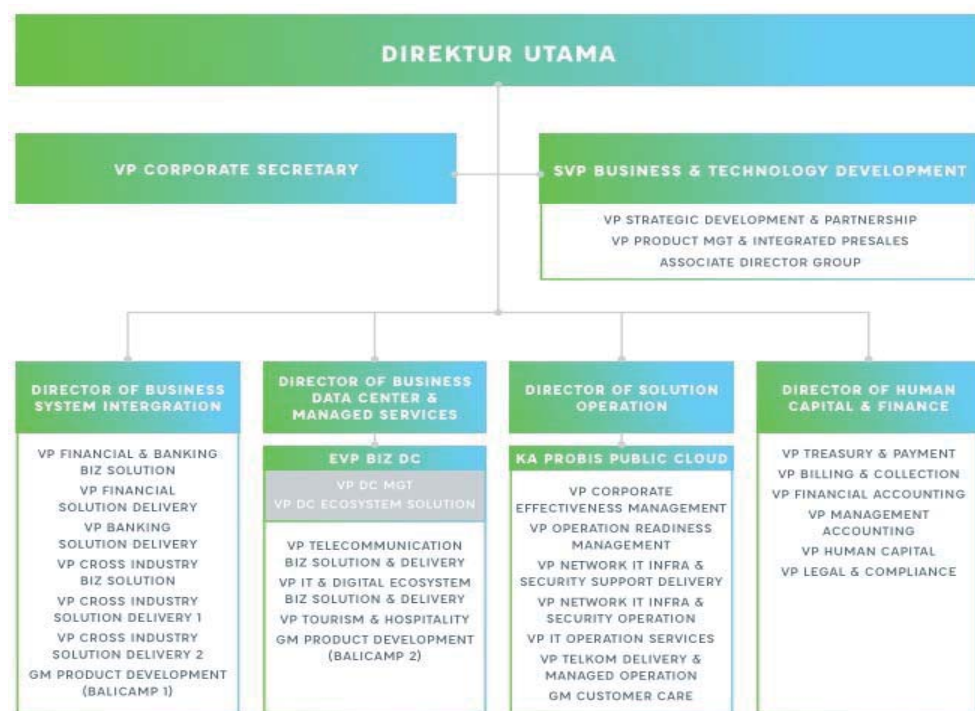 DIREKTUR UTAMA
VP CORPORATE SECRETARY
SVP BUSINESS & TECHNOLOGY DEVELOPMENT
VP STRATEGIC DEVELOPMENT & PARTNERSHIP
VP PRODUCT MGT & INTEGRATED PRESALES
ASSOCIATE DIRECTOR GROUP
DIRECTOR OF BUSINESS
SYSTEM INTERGRATION
VP FINANCIAL & BANKING
BIZ SOLUTION
VP FINANCIAL
SOLUTION DELIVERY
VP BANKING
SOLUTION DELIVERY
VP CROSS INDUSTRY
BIZ SOLUTION
VP CROSS INDUSTRY
SOLUTION DELIVERY 1
VP CROSS INDUSTRY
SOLUTION DELIVERY 2
GM PRODUCT DEVELOPMENT
(BALICAMP 1)
DIRECTOR OF BUSINESS
DATA CENTER &
MANAGED SERVICES
EVP BIZ DC
VP DC MGT
VP DC ECOSYSTEM SOLUTION
VP TELECOMMUNICATION
BIZ SOLUTION & DELIVERY
VP IT & DIGITAL ECOSYSTEM
BIZ SOLUTION & DELIVERY
VP TOURISM & HOSPITALITY
GM PRODUCT DEVELOPMENT
(BALICAMP 2)
DIRECTOR OF SOLUTION
OPERATION
KA PROBIS PUBLIC CLOUD
VP CORPORATE
EFFECTIVENESS MANAGEMENT
VP OPERATION READINESS
MANAGEMENT
VP NETWORK IT INFRA &
SECURITY SUPPORT DELIVERY
VP NETWORK IT INFRA &
SECURITY OPERATION
VP IT OPERATION SERVICES
VP TELKOM DELIVERY &
MANAGED OPERATION
GM CUSTOMER CARE
DIRECTOR OF HUMAN
CAPITAL & FINANCE
VP TREASURY & PAYMENT
VP BILLING & COLLECTION
VP FINANCIAL ACCOUNTING
VP MANAGEMENT
ACCOUNTING
VP HUMAN CAPITAL
VP LEGAL & COMPLIANCE